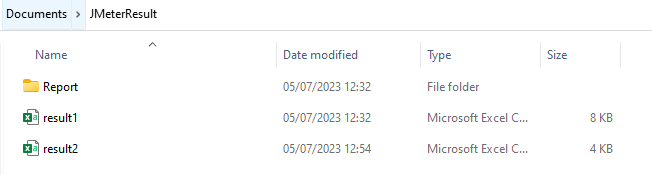 Documents > JMeterResult
Name Date modified Type Size
Report 05/07/2023 12:32 File folder
result1 05/07/2023 12:32 Microsoft Excel C... 8 KB
result2 05/07/2023 12:54 Microsoft Excel C... 4 KB